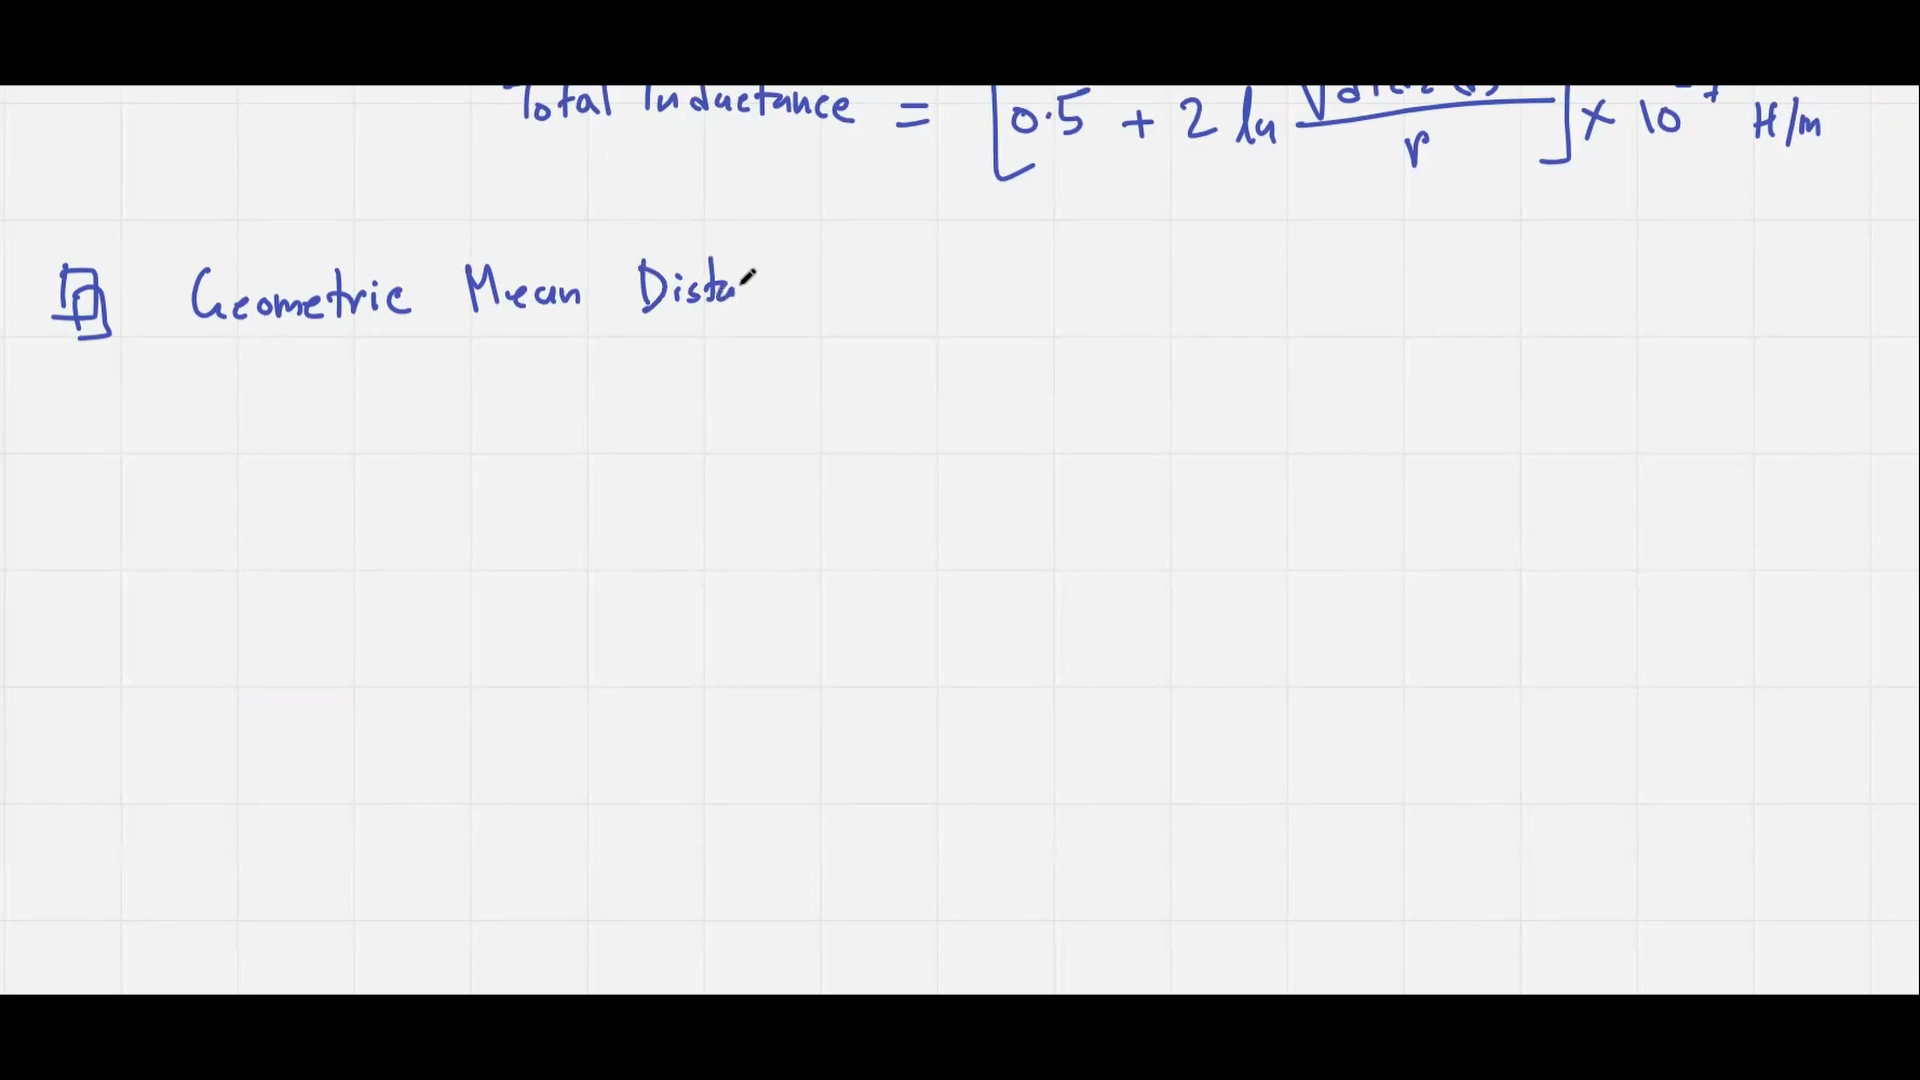 Total Inductance = [0.5 + 2 ln / r] × 10 H/m
Geometric Mean Dista